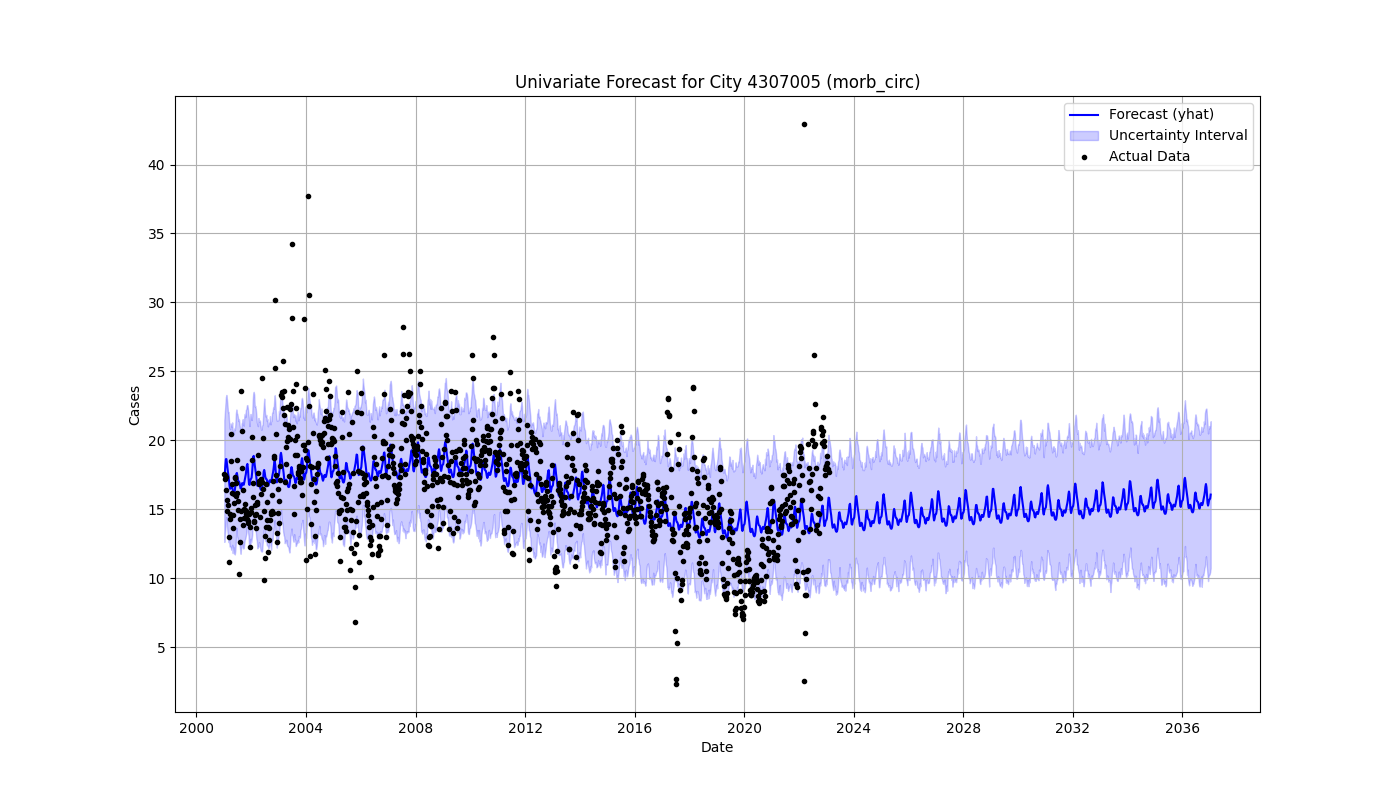 Univariate Forecast for City 4307005 (morb_circ)
Forecast (yhat)
Uncertainty Interval
Actual Data
Cases
40
35
30
25
20
15
10
5
2000 2004 2008 2012 2016 2020 2024 2028 2032 2036
Date